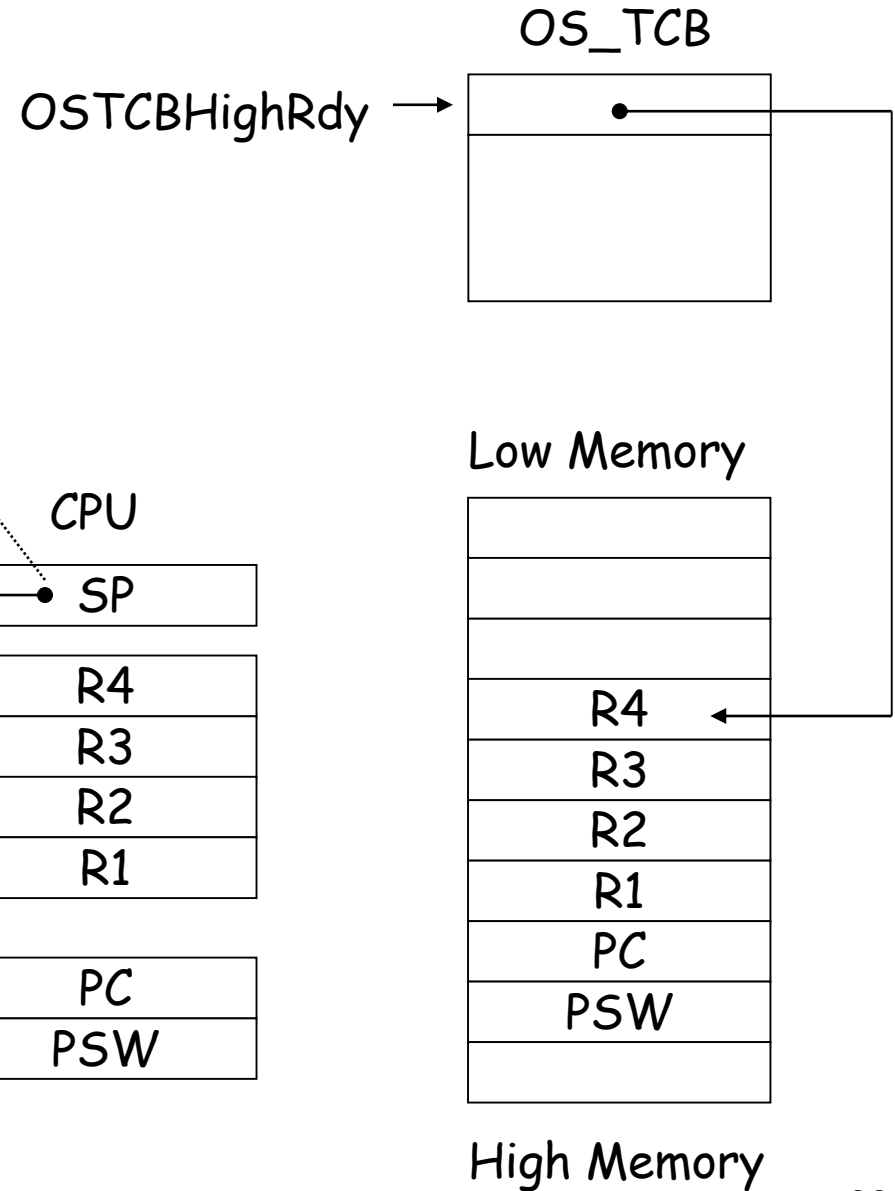 OS_TCB
OSTCBHighRdy
Low Memory
CPU
SP
R4
R3
R2
R1
PC
PSW
R4
R3
R2
R1
PC
PSW
High Memory